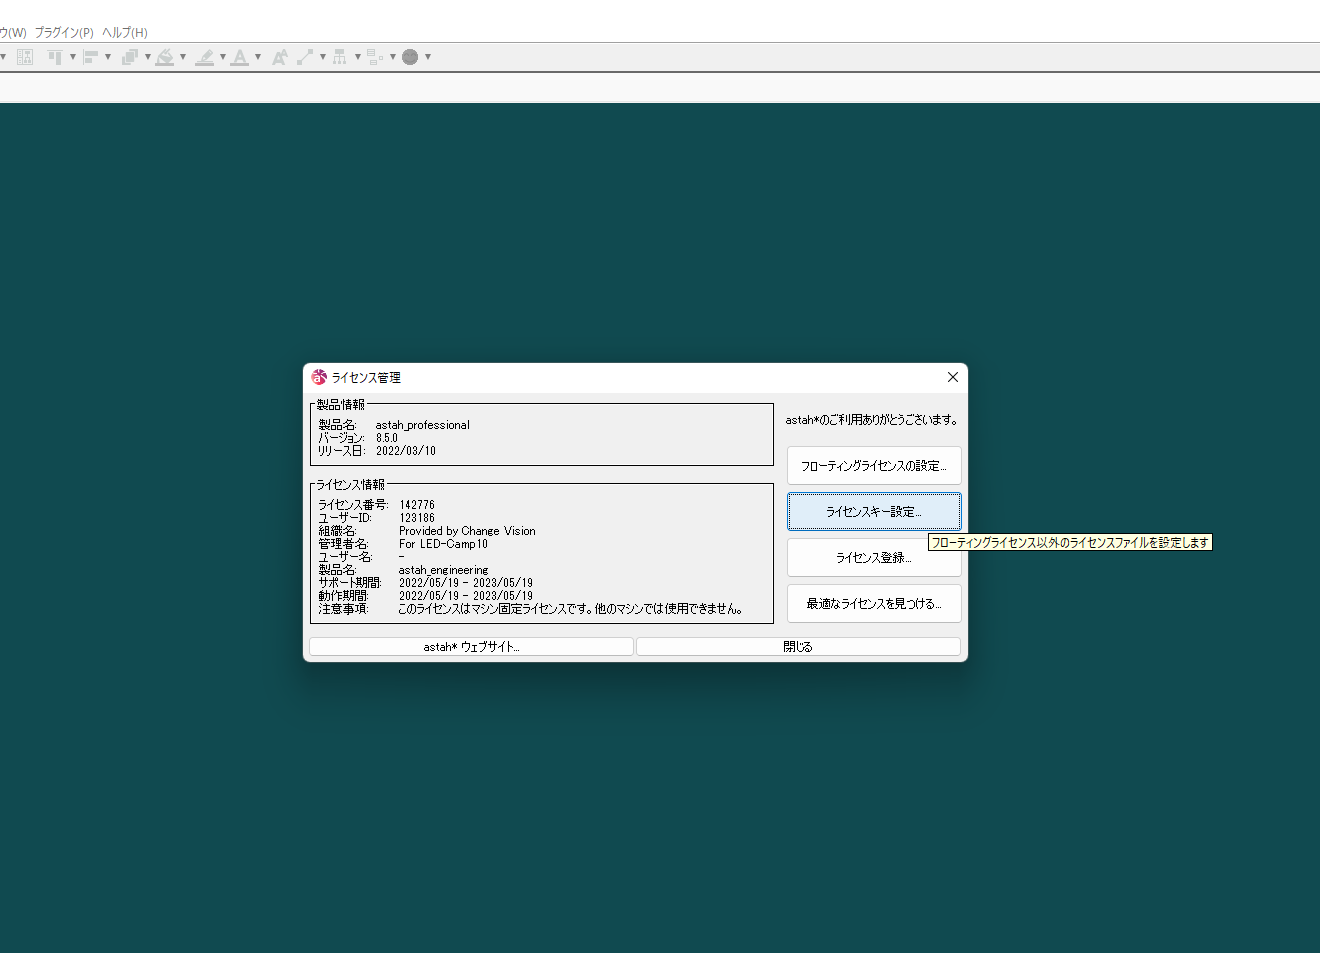 ウ(W) プラグイン(P) ヘルプ(H)
ライセンス管理
製品情報
製品名: astah_professional
バージョン: 8.5.0
リリース日: 2022/03/10
ライセンス情報
ライセンス番号: 142776
ユーザーID: 123186
組織名: Provided by Change Vision
管理者名: For LED-Camp10
ユーザー名: -
製品名: astah_engineering
サポート期間: 2022/05/19 - 2023/05/19
動作期間: 2022/05/19 - 2023/05/19
注意事項: このライセンスはマシン固定ライセンスです。他のマシンでは使用できません。
astah*のご利用ありがとうございます。
フローティングライセンスの設定...
ライセンスキー設定...
フローティングライセンス以外のライセンスファイルを設定します
ライセンス登録...
最適なライセンスを見つける...
astah* ウェブサイト...
閉じる